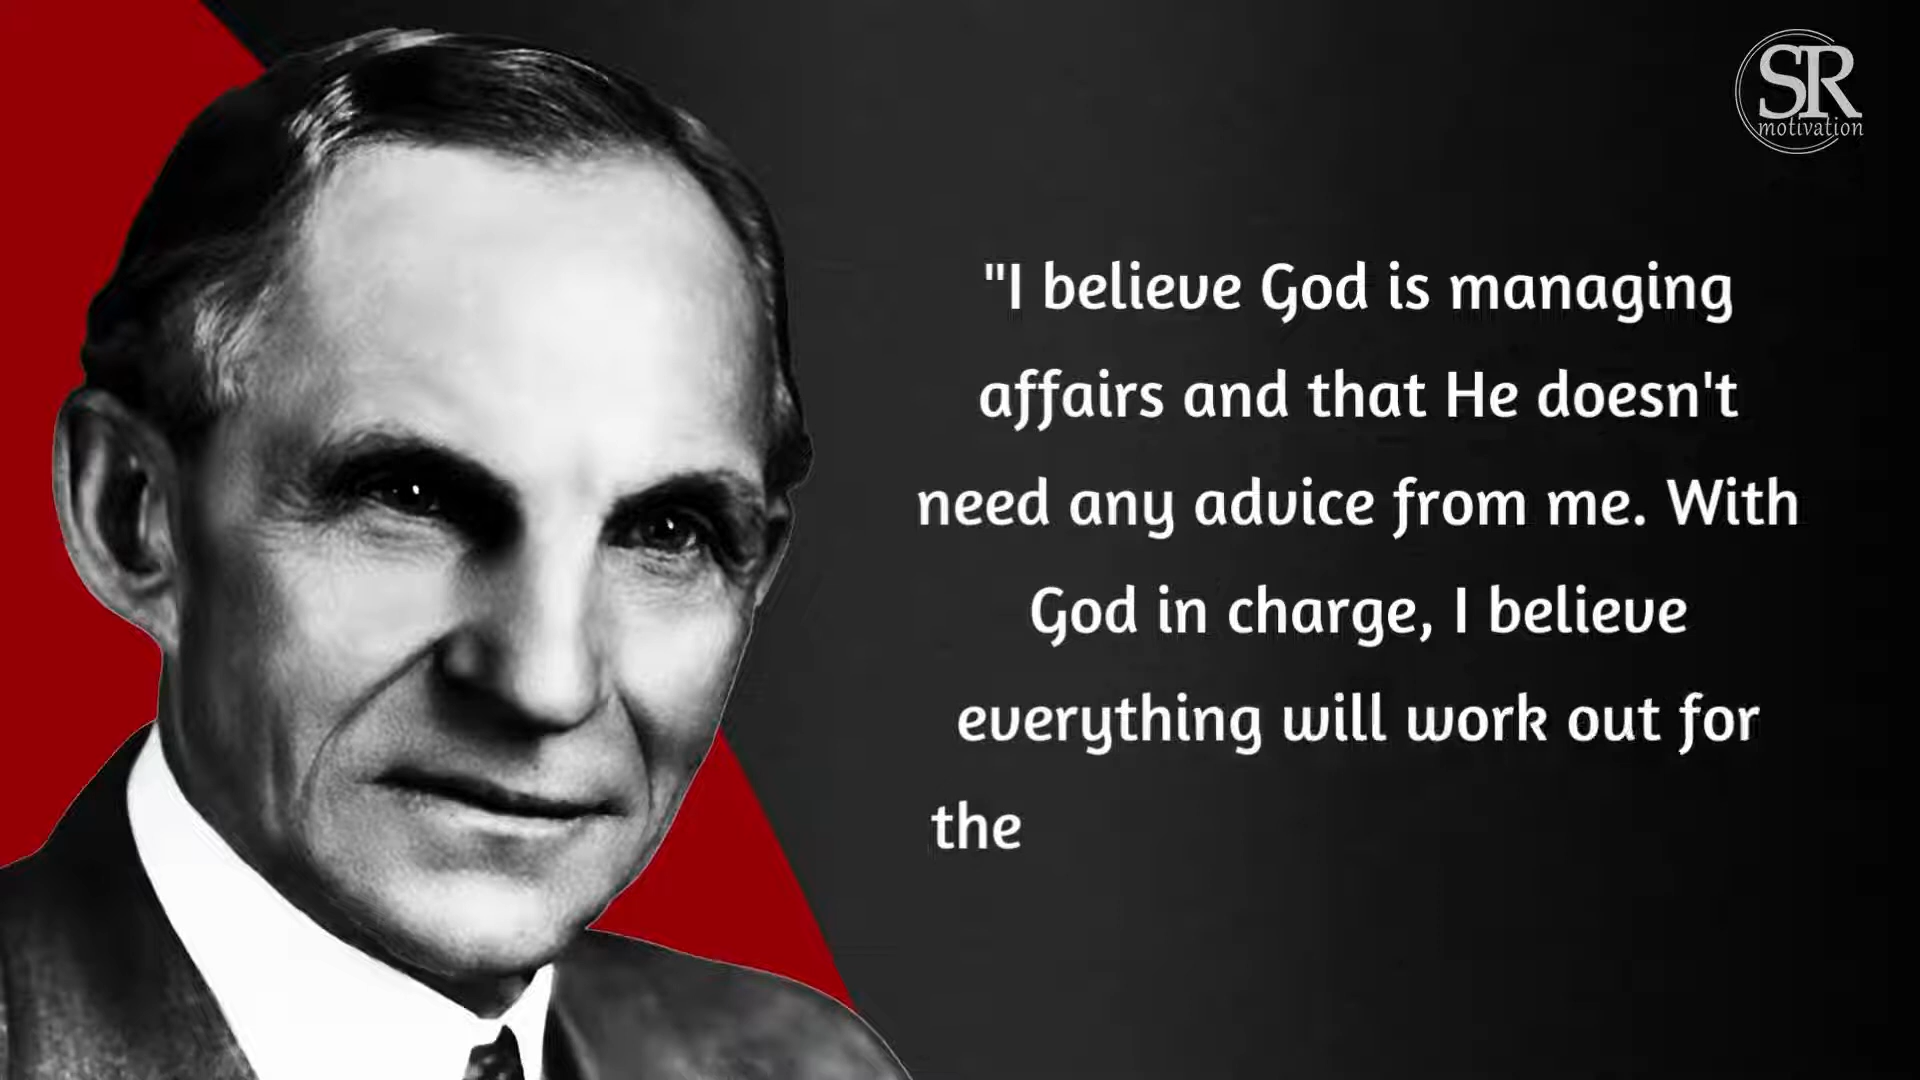 SR
motivation
"I believe God is managing
affairs and that He doesn't
need any advice from me. With
God in charge, I believe
everything will work out for
the